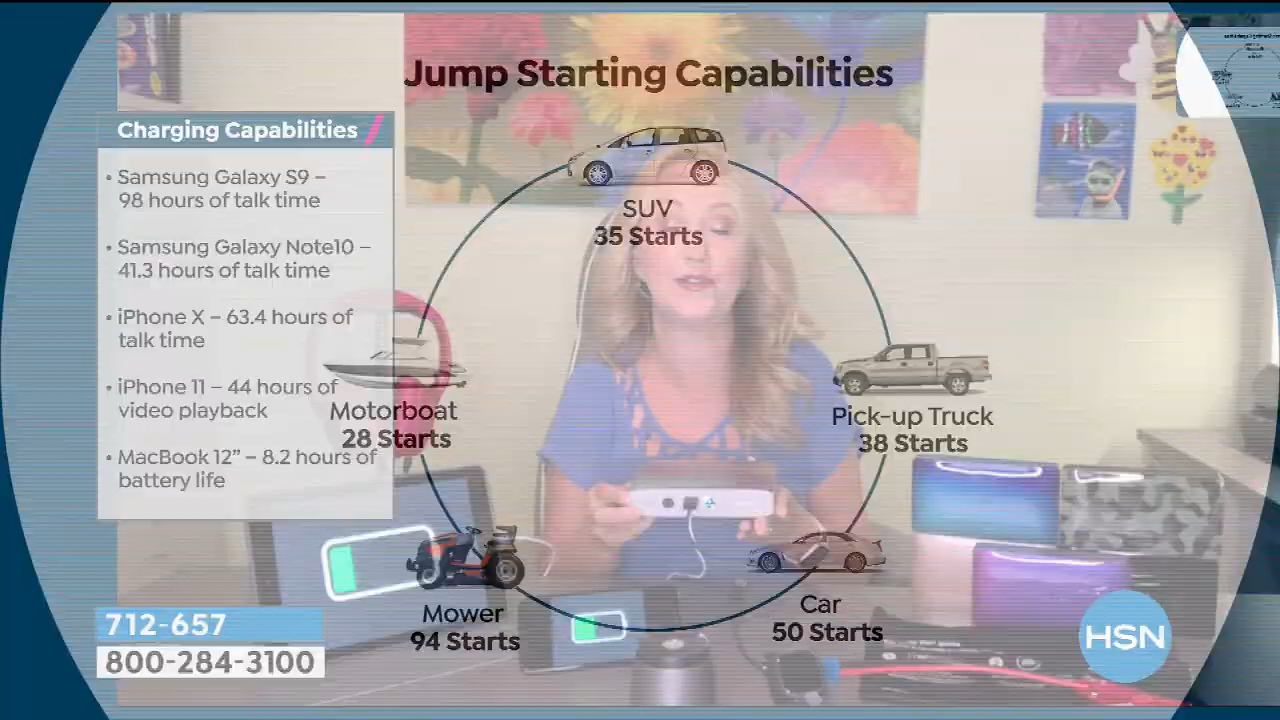 Jump Starting Capabilities
Charging Capabilities
• Samsung Galaxy S9 –
98 hours of talk time
• Samsung Galaxy Note10 –
41.3 hours of talk time
• iPhone X – 63.4 hours of
talk time
• iPhone 11 – 44 hours of
video playback
• MacBook 12” – 8.2 hours of
battery life
SUV
35 Starts
Pick-up Truck
38 Starts
Motorboat
28 Starts
Mower
94 Starts
Car
50 Starts
712-657
800-284-3100
HSN